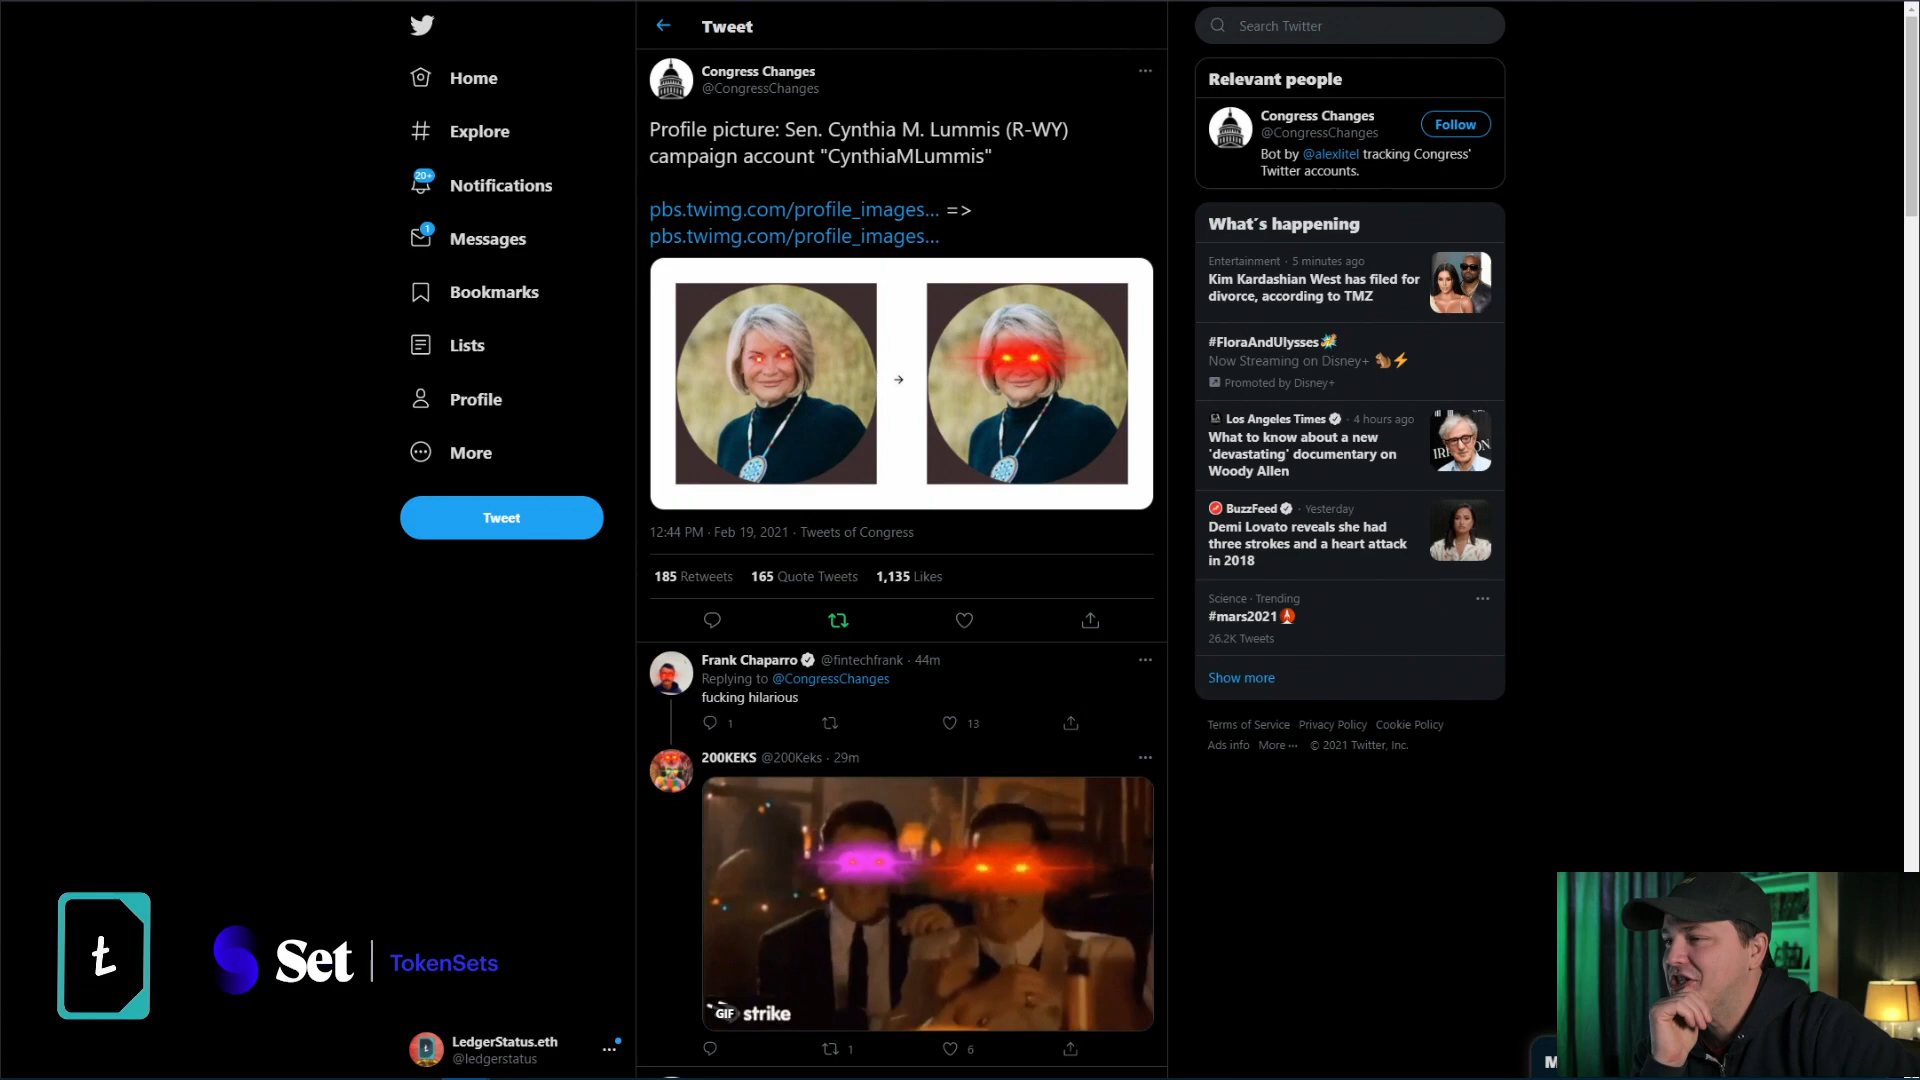 Home
Explore
20+
Notifications
1
Messages
Bookmarks
Lists
Profile
More
Tweet
Set | TokenSets
LedgerStatus.eth
@ledgerstatus
Tweet
Congress Changes
@CongressChanges
Profile picture: Sen. Cynthia M. Lummis (R-WY)
campaign account "CynthiaMLummis"
pbs.twimg.com/profile_images... =>
pbs.twimg.com/profile_images...
12:44 PM · Feb 19, 2021 · Tweets of Congress
185 Retweets 165 Quote Tweets 1,135 Likes
Frank Chaparro @fintechfrank · 44m
Replying to @CongressChanges
fucking hilarious
1 13
200KEKS @200Keks · 29m
GIF strike
1 6
Search Twitter
Relevant people
Congress Changes
@CongressChanges
Follow
Bot by @alexlitel tracking Congress'
Twitter accounts.
What's happening
Entertainment · 5 minutes ago
Kim Kardashian West has filed for
divorce, according to TMZ
#FloraAndUlysses
Now Streaming on Disney+
Promoted by Disney+
Los Angeles Times · 4 hours ago
What to know about a new
'devastating' documentary on
Woody Allen
BuzzFeed · Yesterday
Demi Lovato reveals she had
three strokes and a heart attack
in 2018
Science · Trending
#mars2021
26.2K Tweets
Show more
Terms of Service Privacy Policy Cookie Policy
Ads info More ··· © 2021 Twitter, Inc.